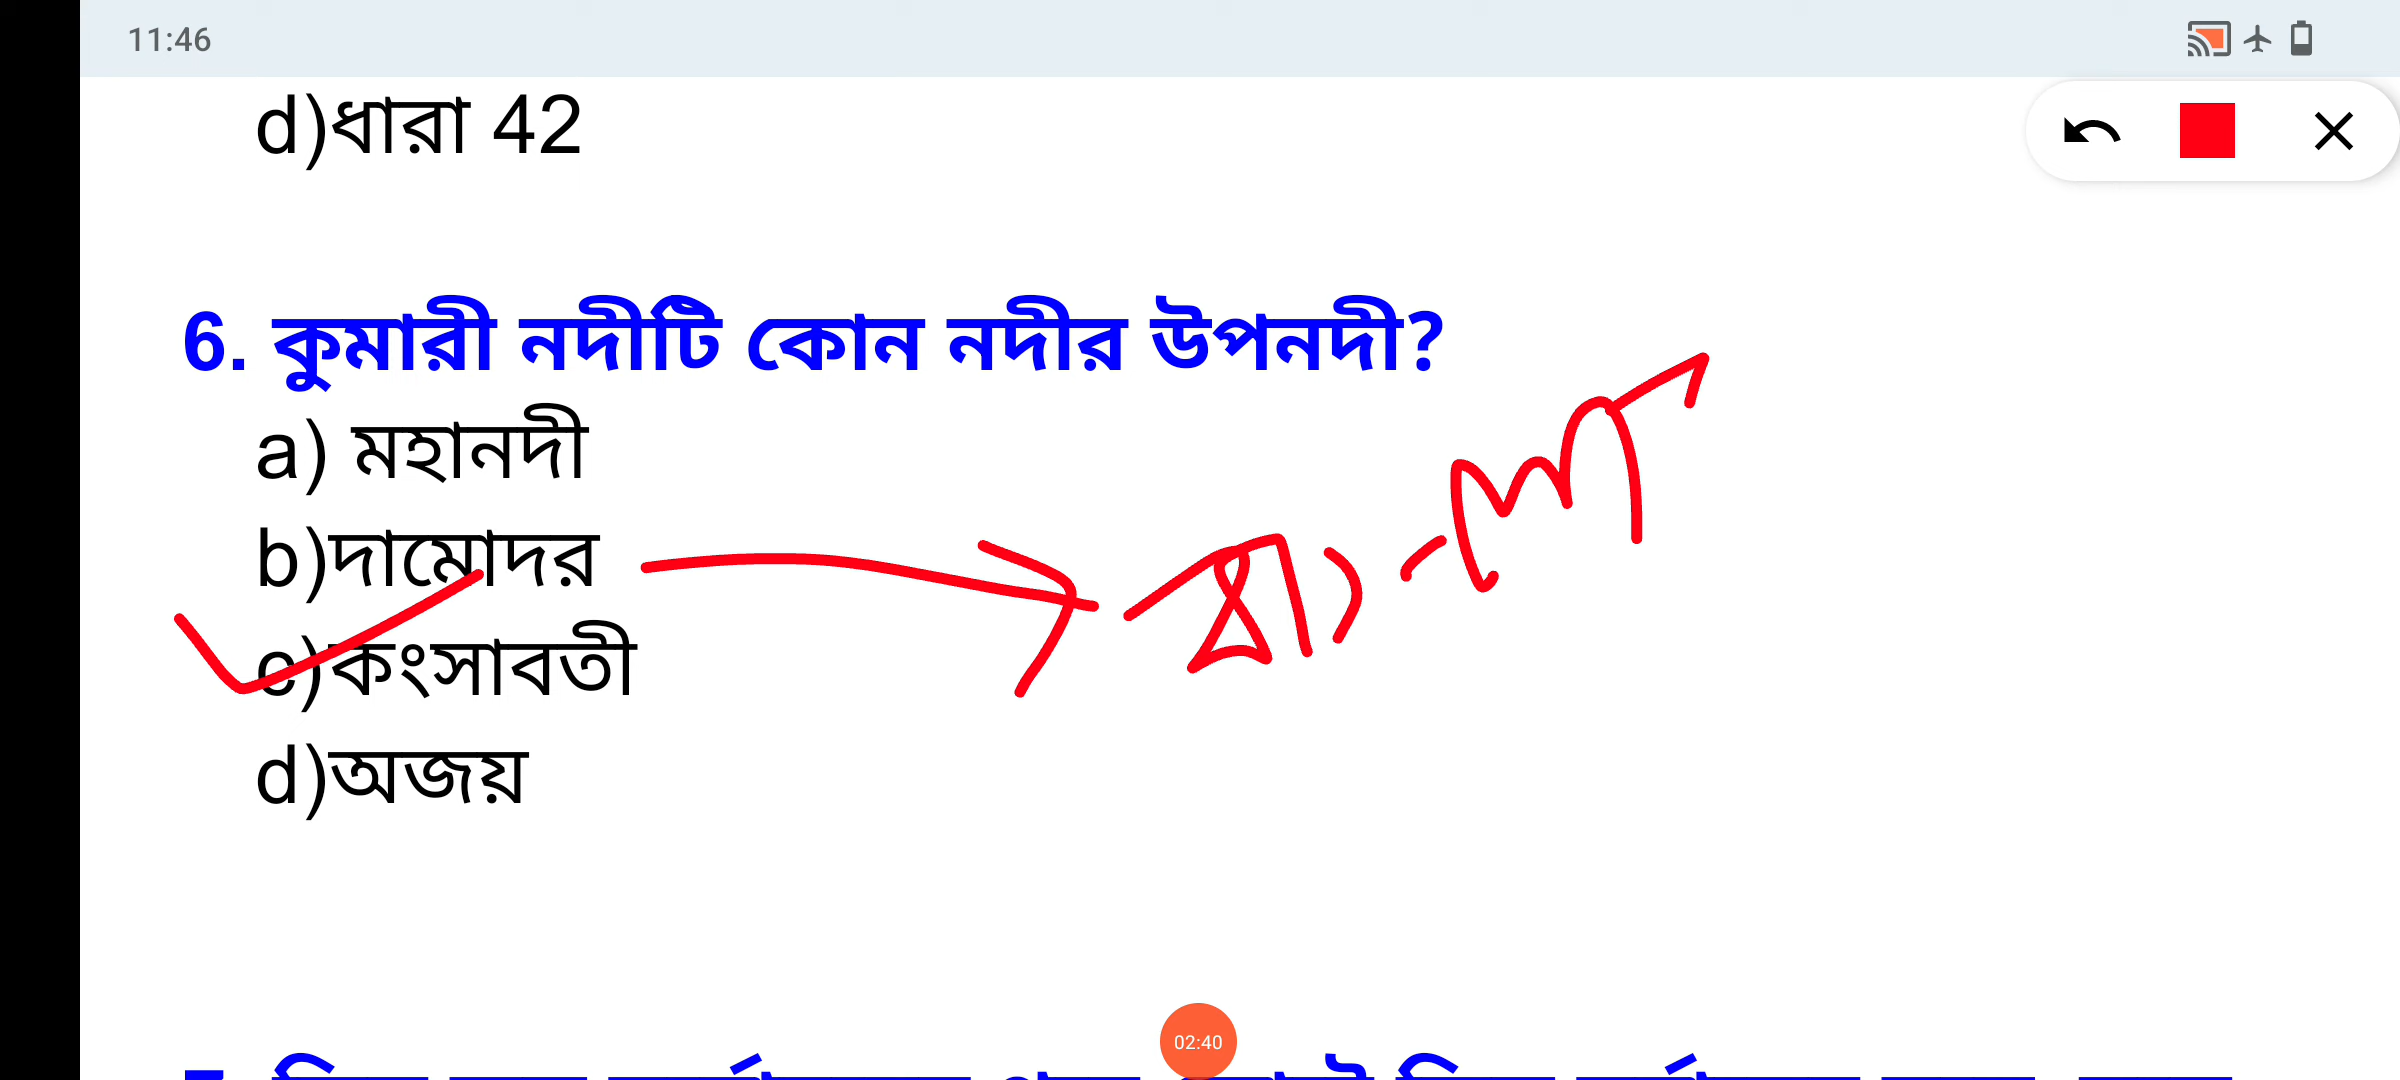 11:46
d)ধারা 42
6. কুমারী নদীটি কোন নদীর উপনদী?
a) মহানদী
b)দামোদর
c)কংসাবতী
d)অজয়
02:40